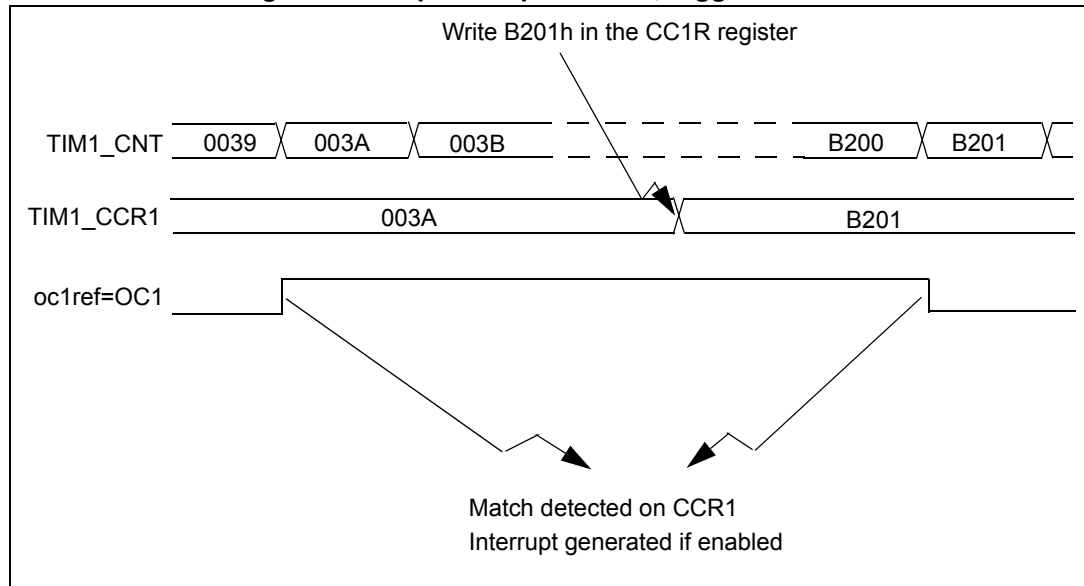 Write B201h in the CC1R register
TIM1_CNT 0039 003A 003B B200 B201
TIM1_CCR1 003A B201
oc1ref=OC1
Match detected on CCR1
Interrupt generated if enabled